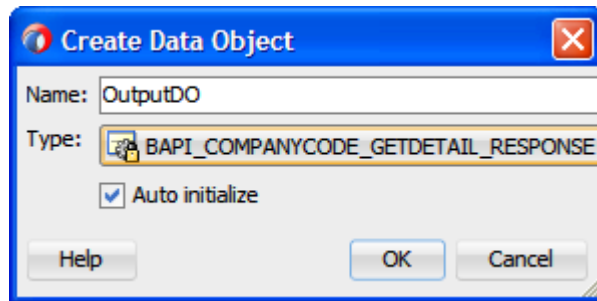 Create Data Object
Name: OutputDO
Type: BAPI_COMPANYCODE_GETDETAIL_RESPONSE
Auto initialize
Help OK Cancel